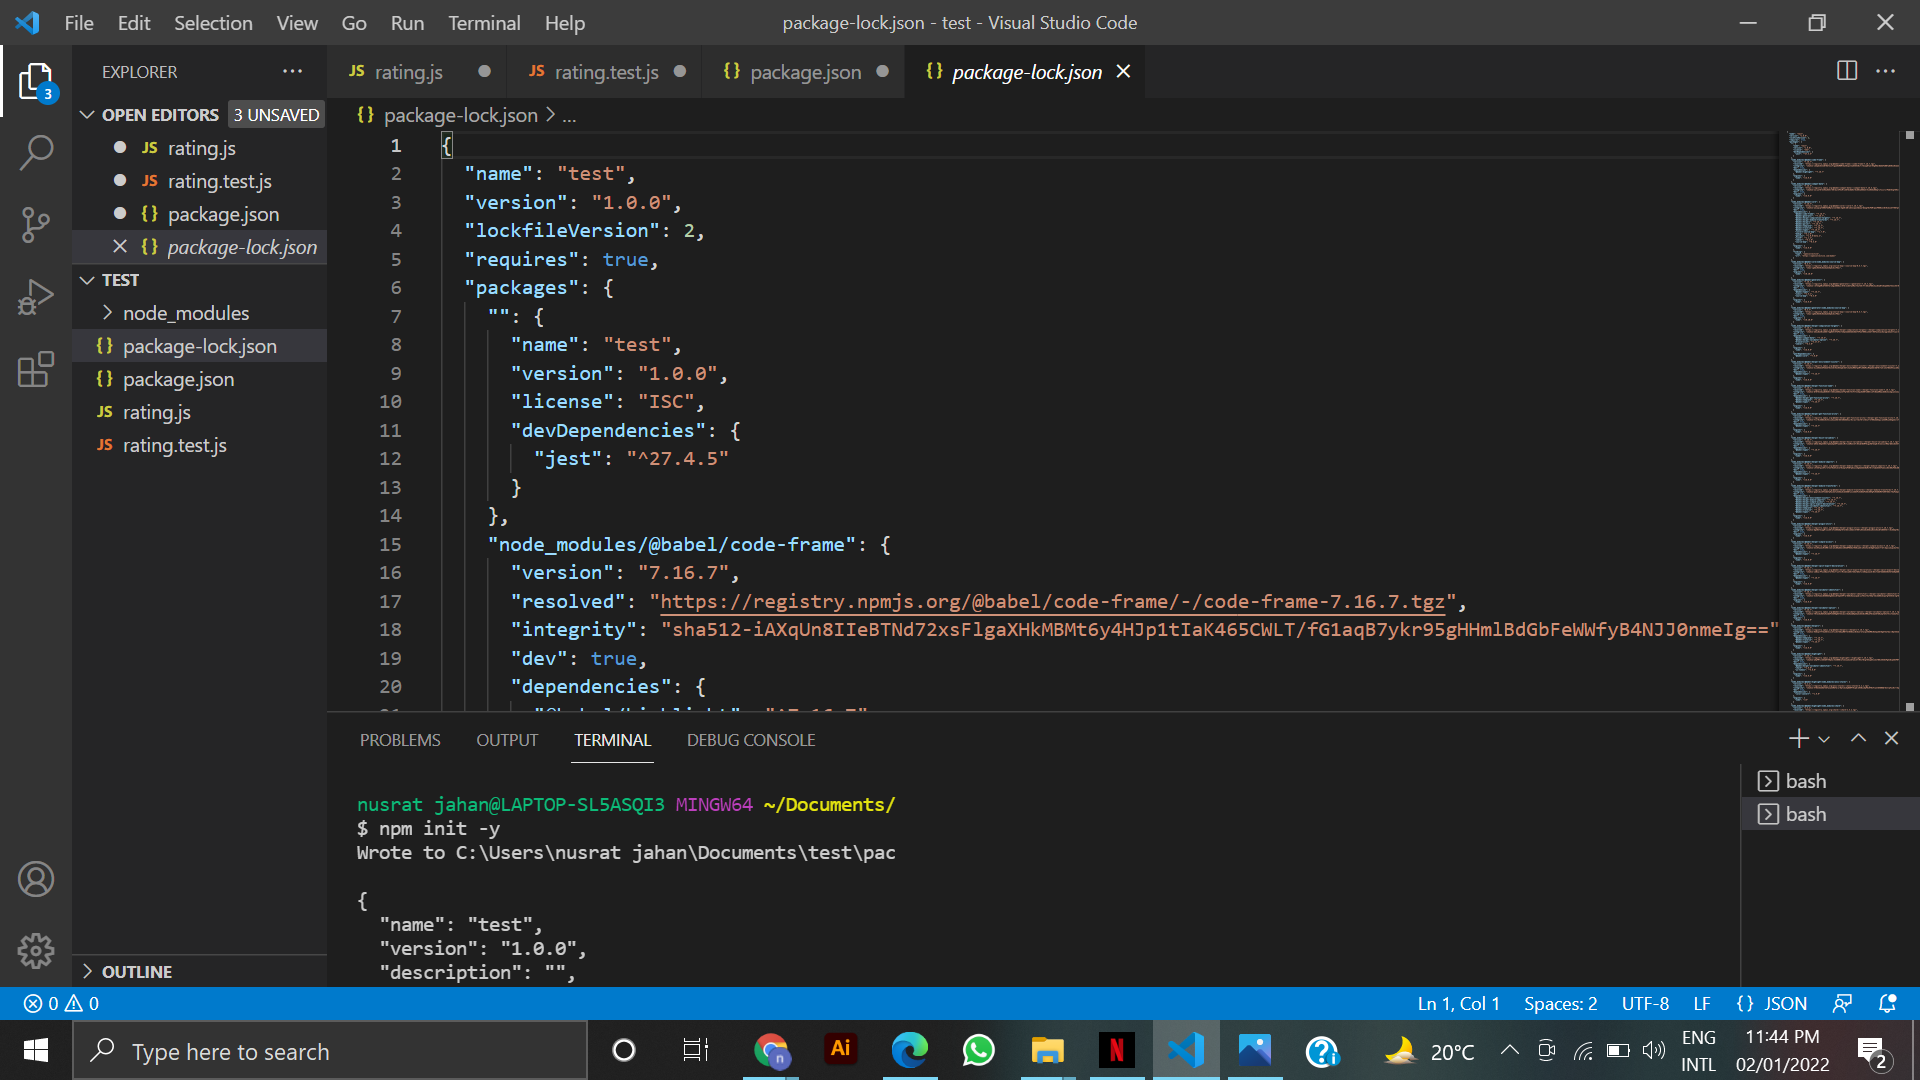 File Edit Selection View Go Run Terminal Help
package-lock.json - test - Visual Studio Code
3
EXPLORER
OPEN EDITORS
3 UNSAVED
JS rating.js
JS rating.test.js
{} package.json
{} package-lock.json
TEST
node_modules
{} package-lock.json
{} package.json
JS rating.js
JS rating.test.js
OUTLINE
JS rating.js
JS rating.test.js
{} package.json
{} package-lock.json
{} package-lock.json > ...
1 {
2 "name": "test",
3 "version": "1.0.0",
4 "lockfileVersion": 2,
5 "requires": true,
6 "packages": {
7 "": {
8 "name": "test",
9 "version": "1.0.0",
10 "license": "ISC",
11 "devDependencies": {
12 "jest": "^27.4.5"
13 }
14 },
15 "node_modules/@babel/code-frame": {
16 "version": "7.16.7",
17 "resolved": "https://registry.npmjs.org/@babel/code-frame/-/code-frame-7.16.7.tgz",
18 "integrity": "sha512-iAXqUn8IIeBTNd72xsFlgaXHkMBMt6y4HJp1tIaK465CWLT/fG1aqB7ykr95gHHmlBdGbFeWWfyB4NJJ0nmeIg=="
19 "dev": true,
20 "dependencies": {
PROBLEMS
OUTPUT
TERMINAL
DEBUG CONSOLE
nusrat jahan@LAPTOP-SL5ASQI3 MINGW64 ~/Documents/
$ npm init -y
Wrote to C:\Users\nusrat jahan\Documents\test\pac
{
"name": "test",
"version": "1.0.0",
"description": "",
bash
bash
0 0
Ln 1, Col 1
Spaces: 2
UTF-8
LF
{} JSON
Type here to search
n
Ai
N
20°C
ENG
INTL
11:44 PM
02/01/2022
2